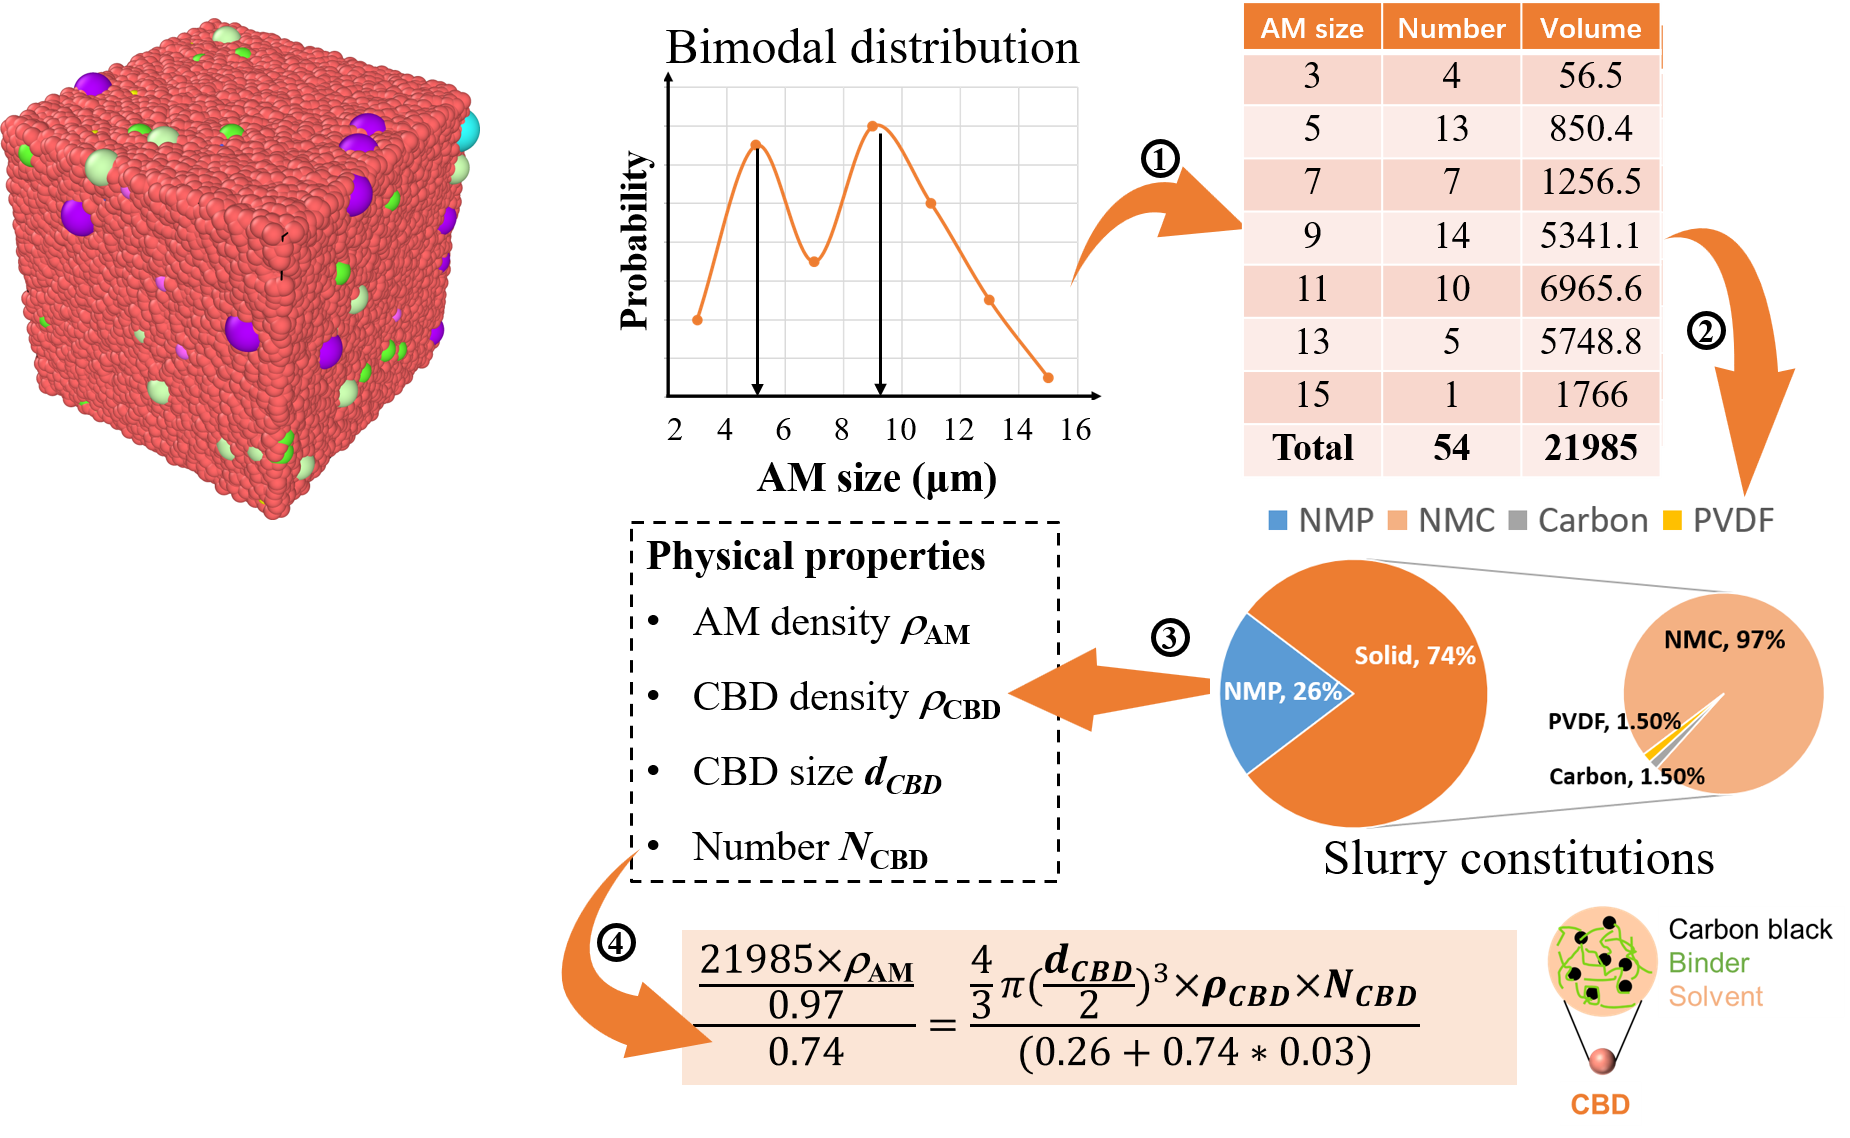 Bimodal distribution
Probability
2 4 6 8 10 12 14 16
AM size (μm)
①
AM size Number Volume
3 4 56.5
5 13 850.4
7 7 1256.5
9 14 5341.1
11 10 6965.6
13 5 5748.8
15 1 1766
Total 54 21985
②
NMP NMC Carbon PVDF
Solid, 74%
NMP, 26%
NMC, 97%
PVDF, 1.50%
Carbon, 1.50%
Slurry constitutions
③
Physical properties
• AM density ρAM
• CBD density ρCBD
• CBD size dCBD
• Number NCBD
④
21985×ρAM
0.97
0.74
=
4/3 π(dCBD/2)³×ρCBD×NCBD
(0.26 + 0.74 * 0.03)
Carbon black
Binder
Solvent
CBD